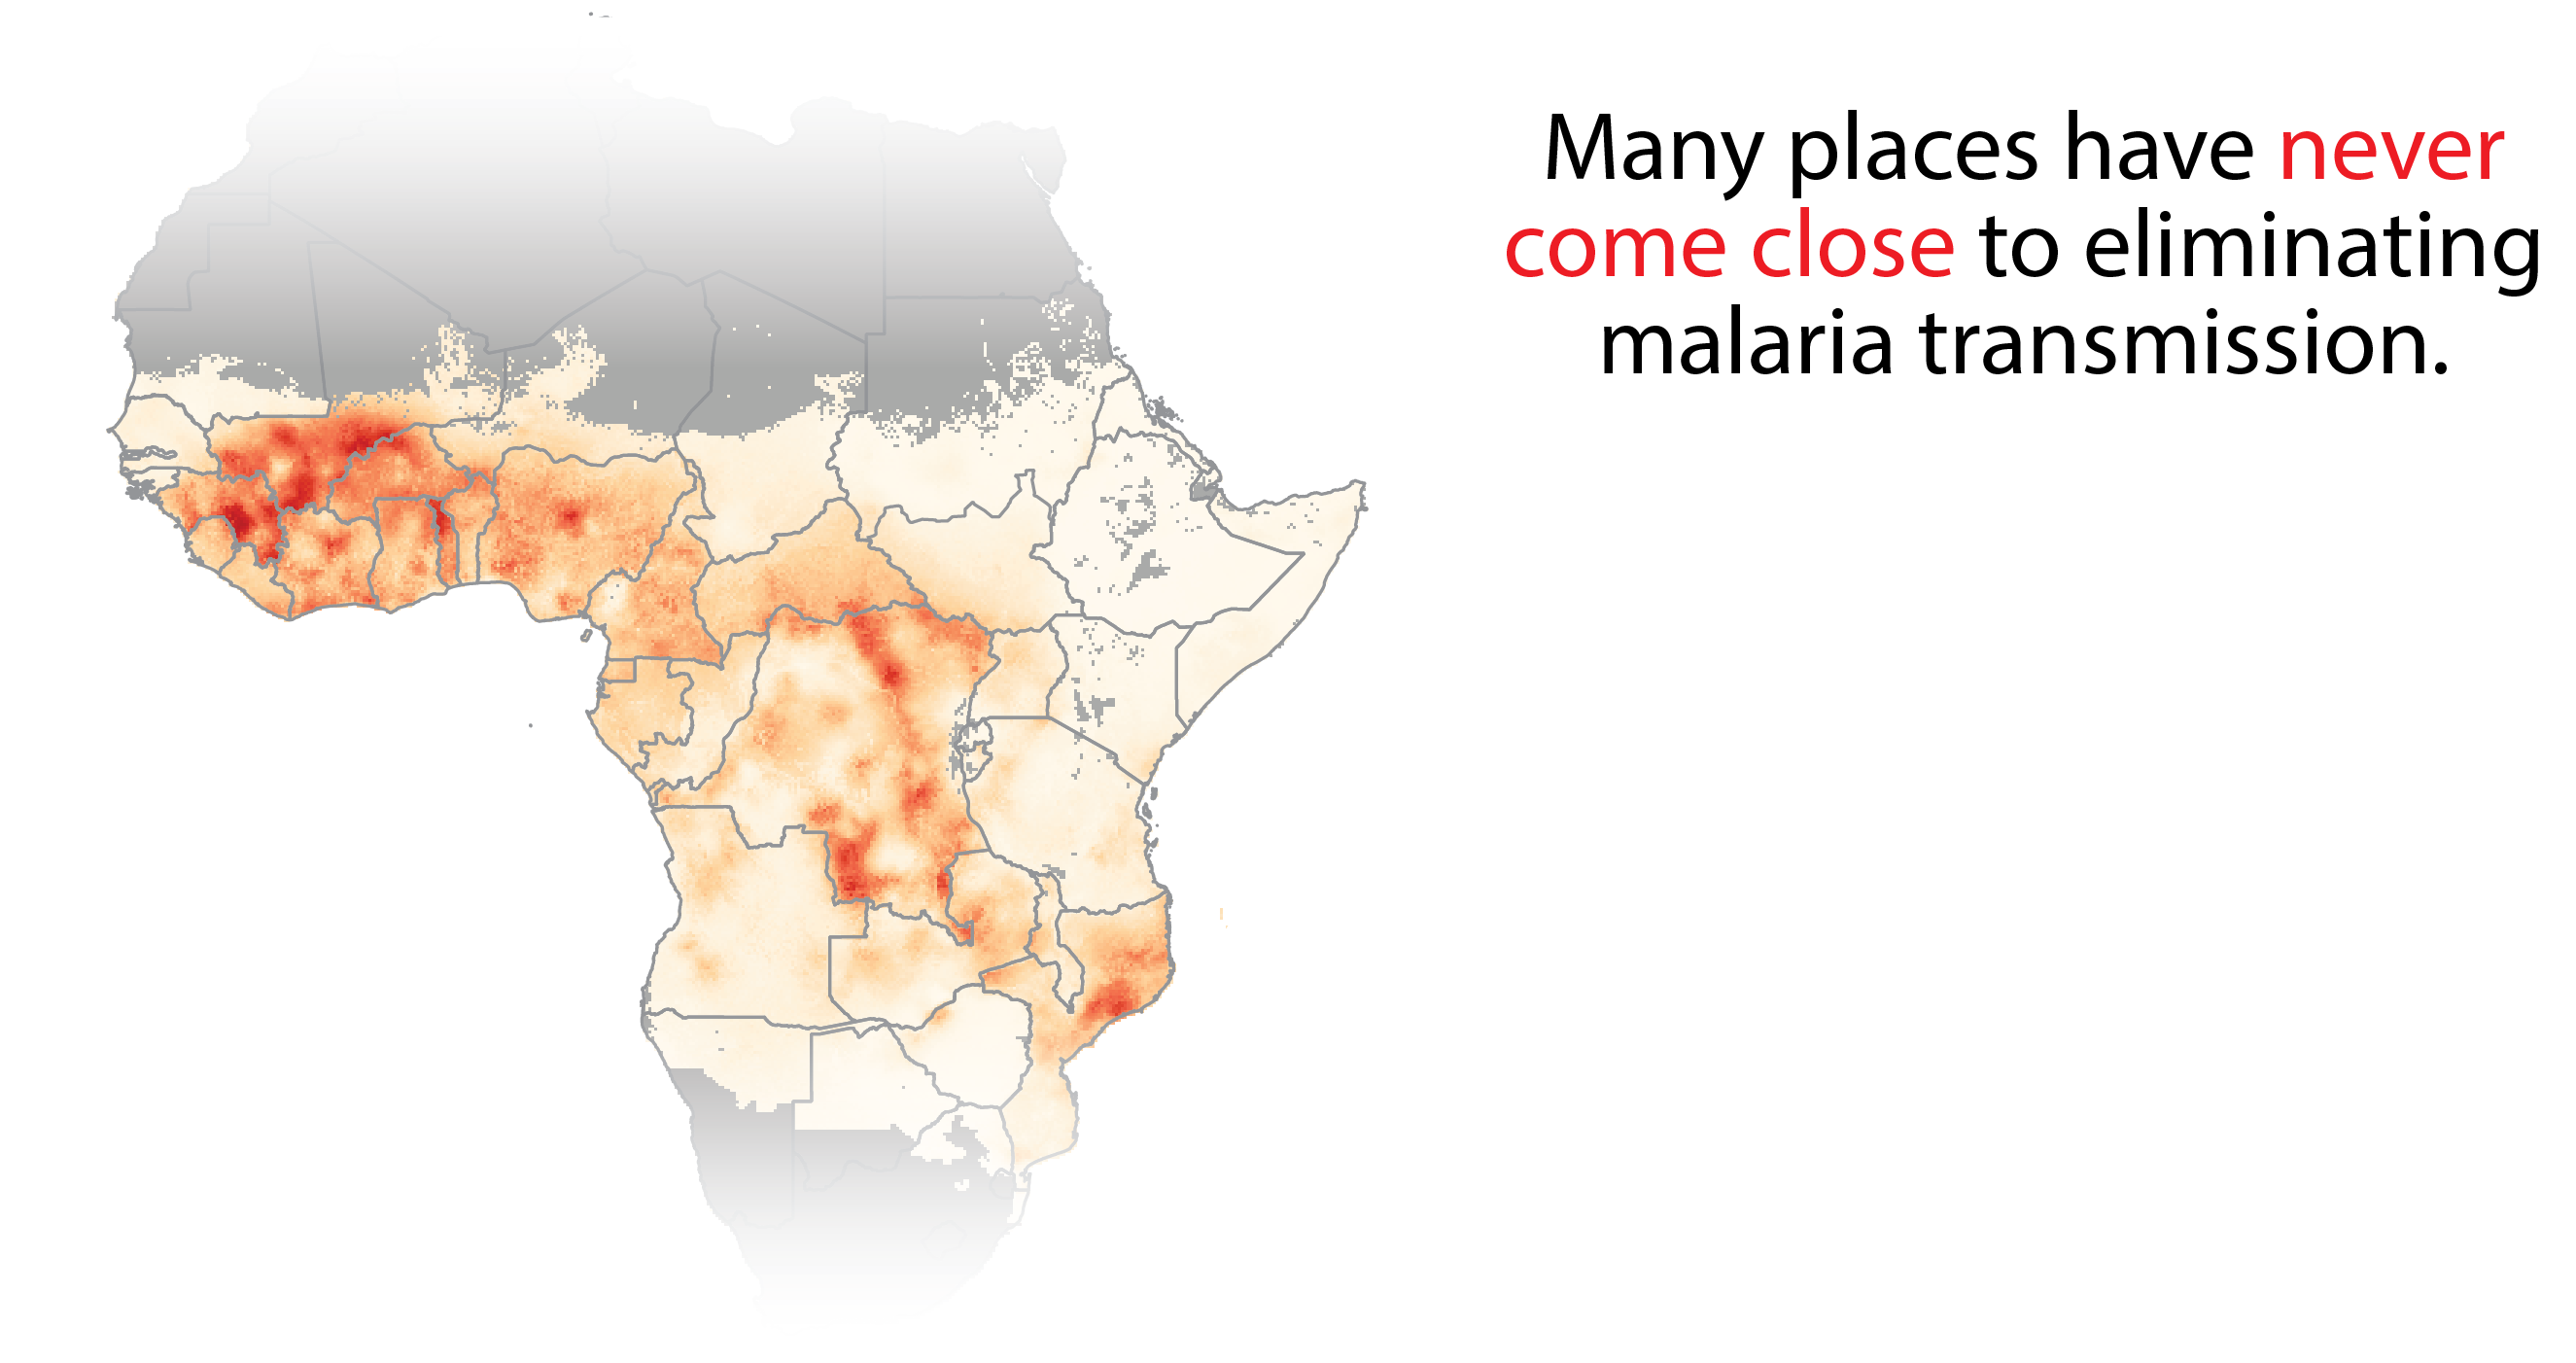 Many places have never
come close to eliminating
malaria transmission.